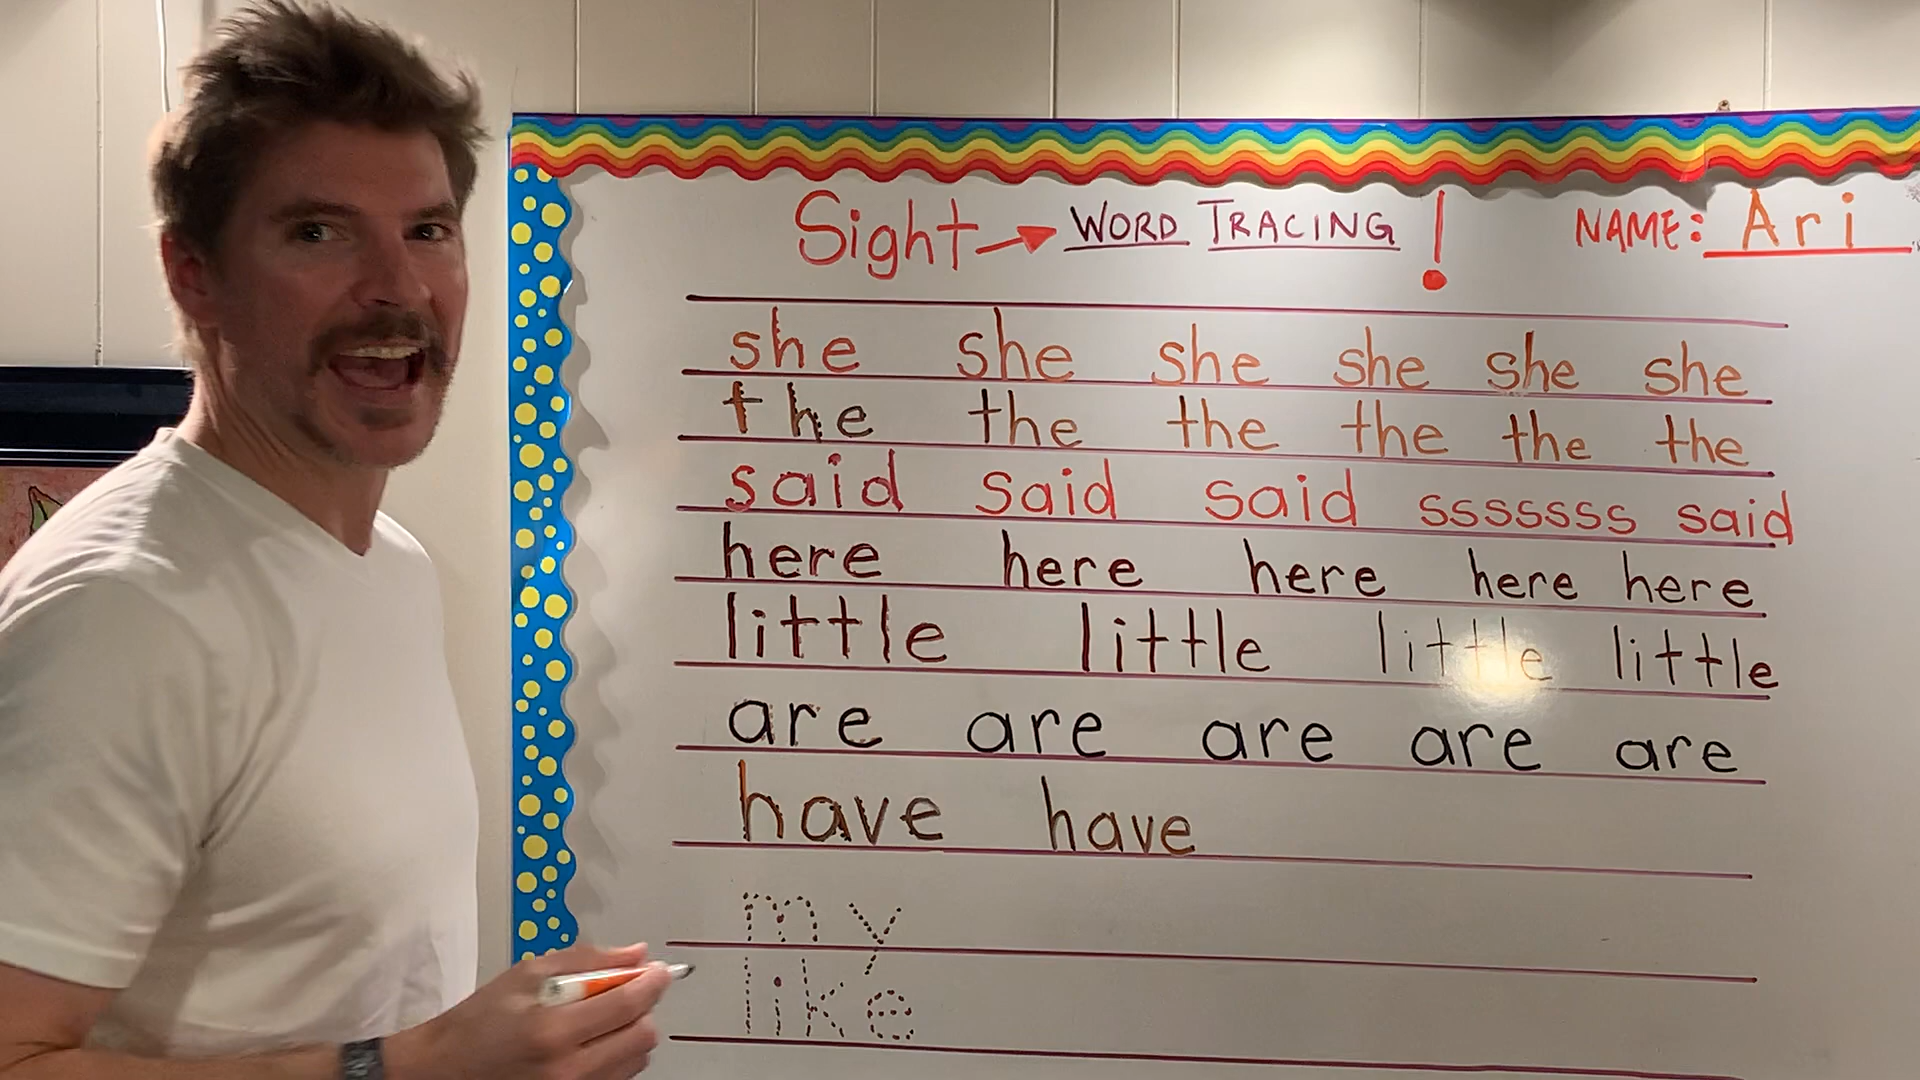 Sight → WORD TRACING! NAME: Ari
she she she she she she
the the the the the the
said said said sssssss said
here here here here here
little little little little
are are are are are
have have
my
like